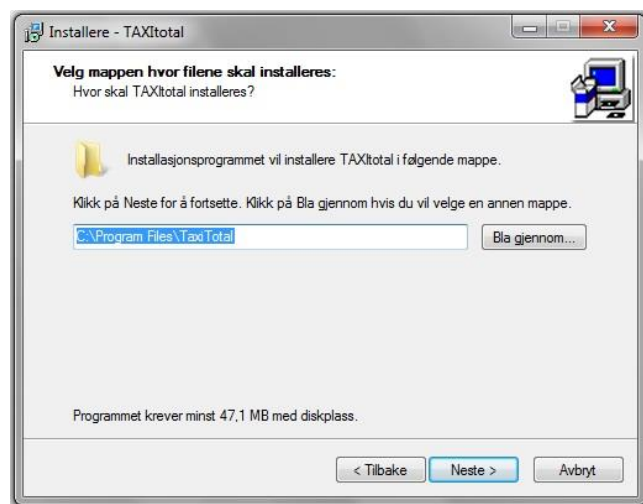 Installere - TAXItotal
Velg mappen hvor filene skal installeres:
Hvor skal TAXItotal installeres?
Installasjonsprogrammet vil installere TAXItotal i følgende mappe.
Klikk på Neste for å fortsette. Klikk på Bla gjennom hvis du vil velge en annen mappe.
C:\Program Files\TaxiTotal
Bla gjennom...
Programmet krever minst 47,1 MB med diskplass.
< Tilbake
Neste >
Avbryt